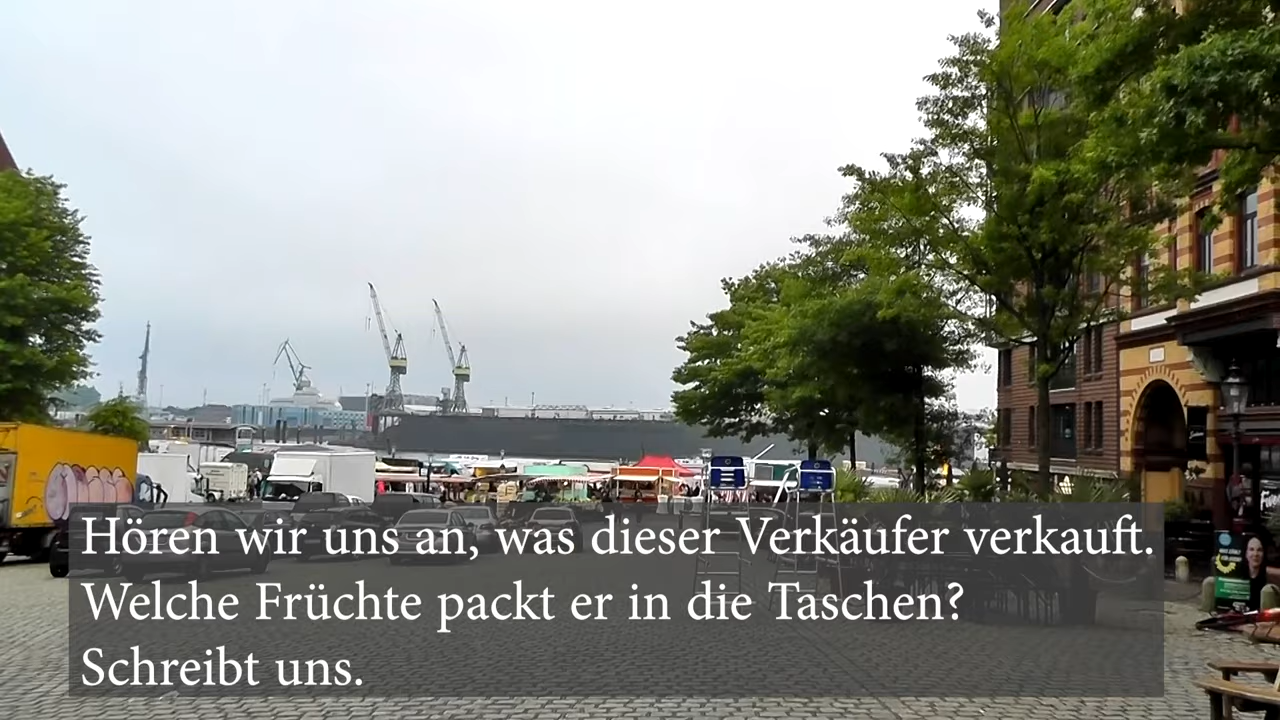 Hören wir uns an, was dieser Verkäufer verkauft.
Welche Früchte packt er in die Taschen?
Schreibt uns.